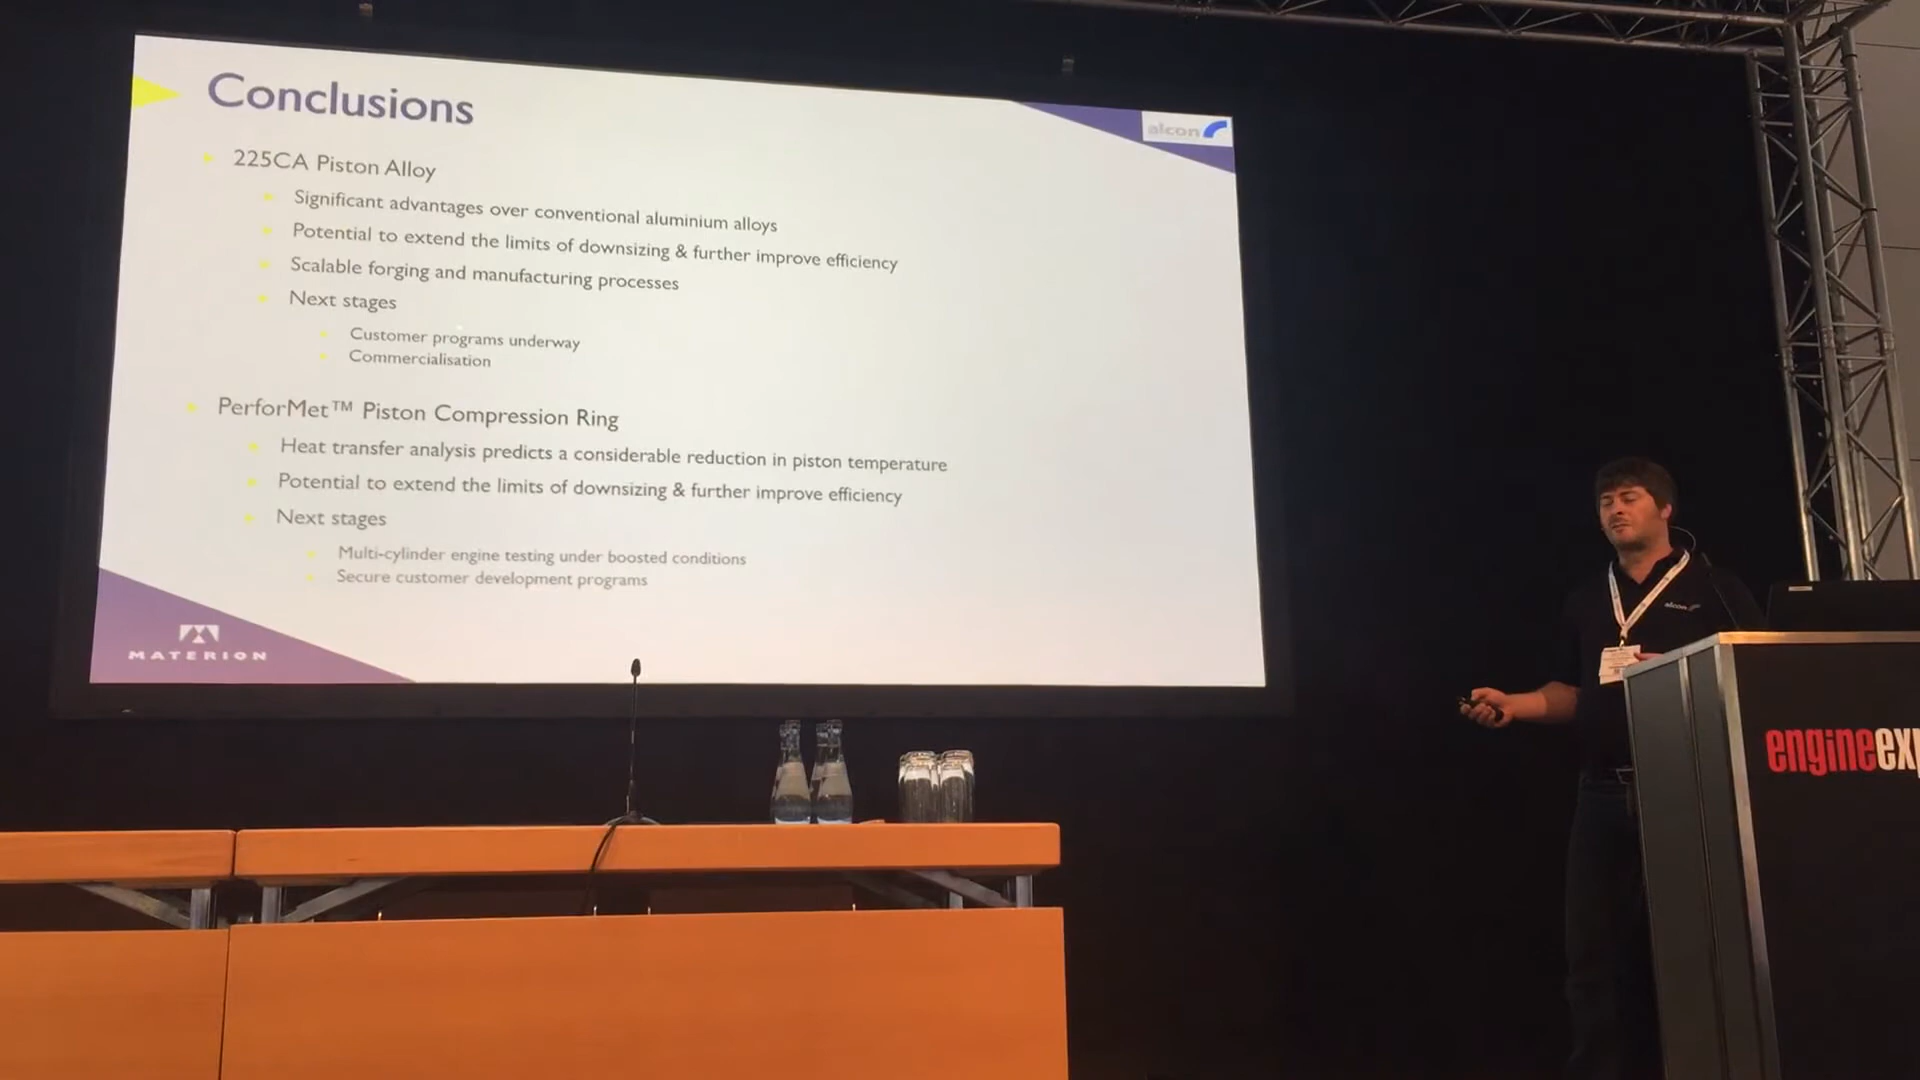 Conclusions
alcon
225CA Piston Alloy
Significant advantages over conventional aluminium alloys
Potential to extend the limits of downsizing & further improve efficiency
Scalable forging and manufacturing processes
Next stages
Customer programs underway
Commercialisation
PerforMet™ Piston Compression Ring
Heat transfer analysis predicts a considerable reduction in piston temperature
Potential to extend the limits of downsizing & further improve efficiency
Next stages
Multi-cylinder engine testing under boosted conditions
Secure customer development programs
MATERION
alcon
engineexp